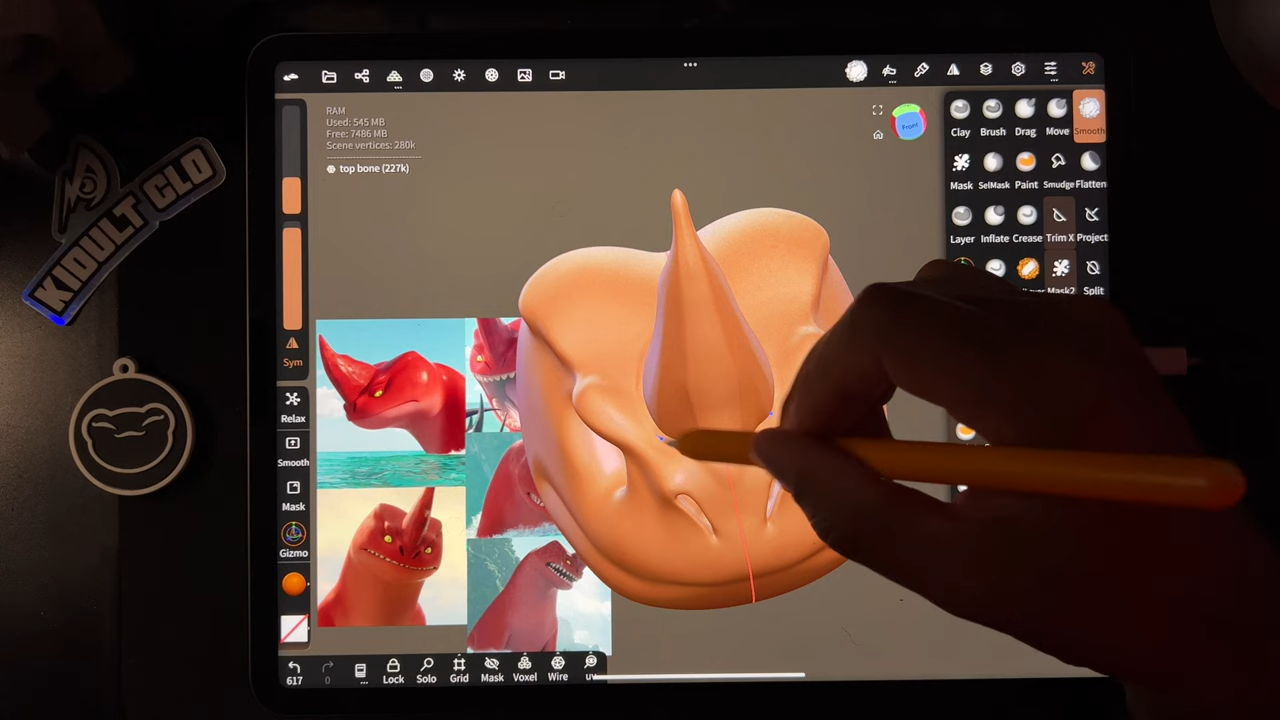 RAM
Used: 545 MB
Free: 7486 MB
Scene vertices: 280k
top bone (227k)
Front
Clay Brush Drag Move Smooth
Mask SelMask Paint Smudge Flatten
Layer Inflate Crease Trim X Project
Mask2 Split
KIDULT CLO
Sym
Relax
Smooth
Mask
Gizmo
617 0 Lock Solo Grid Mask Voxel Wire uv